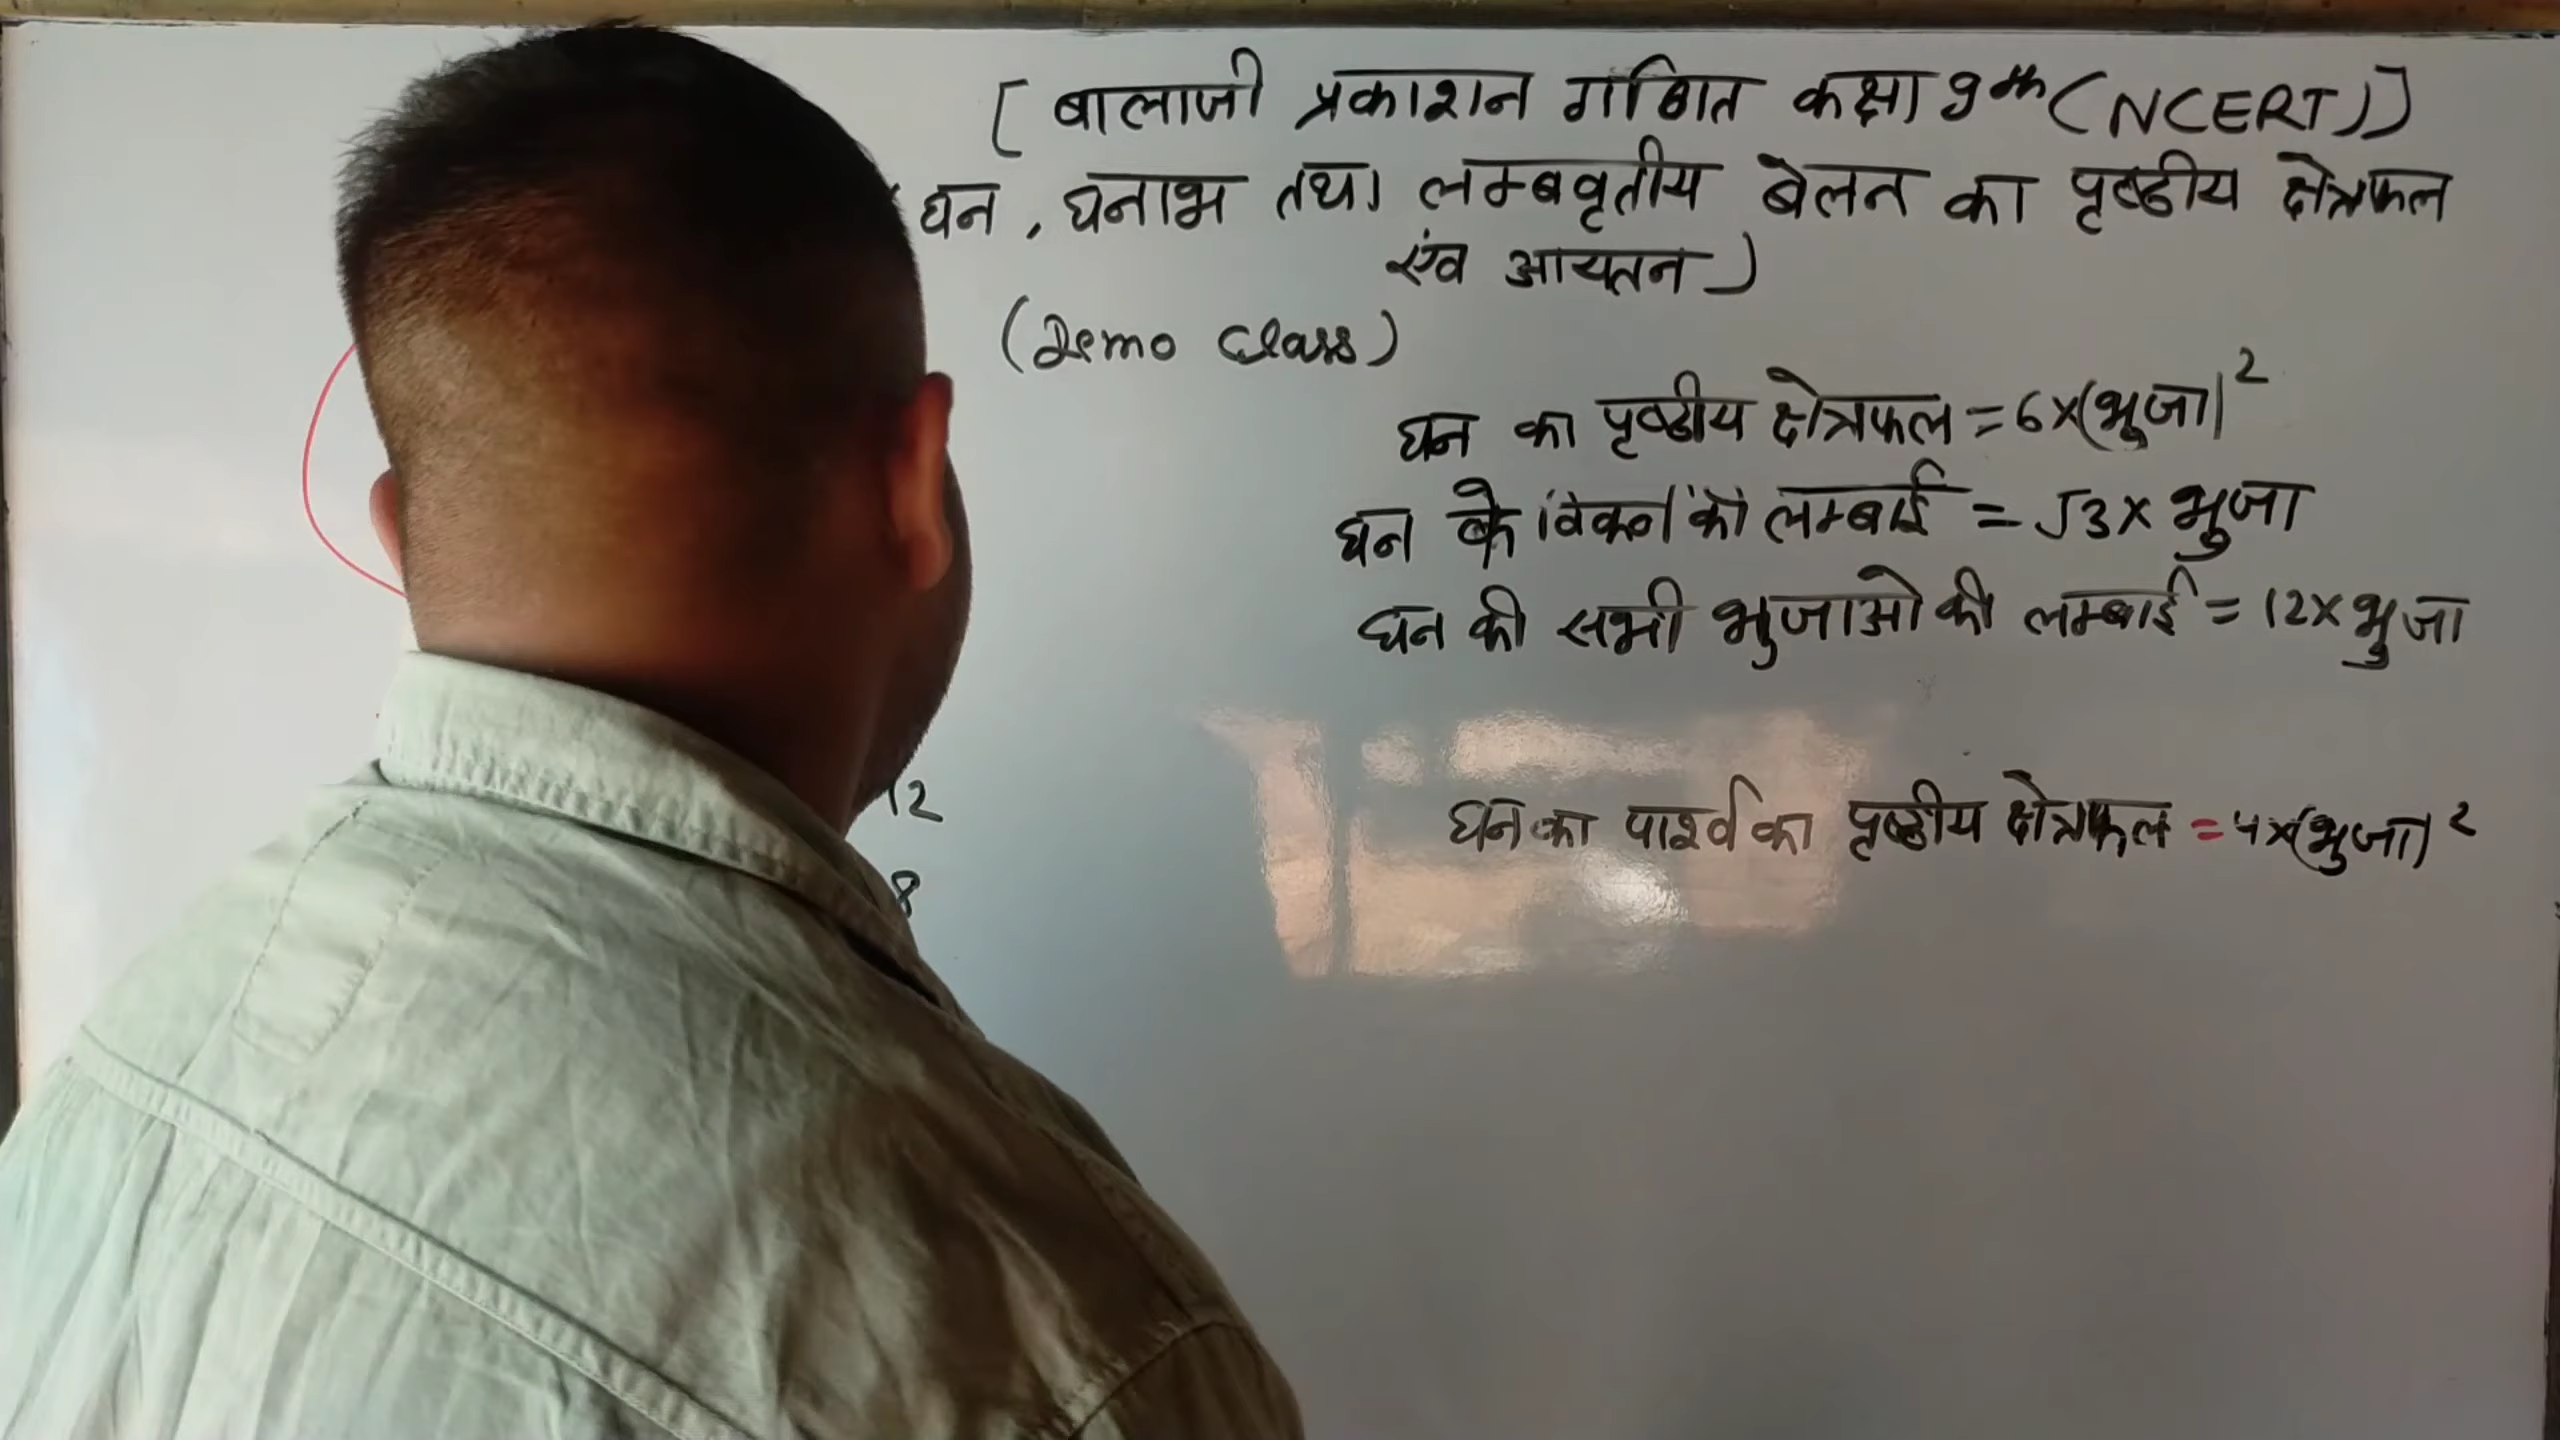 [ बालाजी प्रकाशन गणित कक्षा 9th (NCERT)]
घन, घनाभ तथा लम्बवृतीय बेलन का पृष्ठीय क्षेत्रफल
एंव आयतन)
(Demo Class)
घन का पृष्ठीय क्षेत्रफल = 6×(भुजा)²
घन के विकर्ण की लम्बाई = √3× भुजा
घन की सभी भुजाओ की लम्बाई = 12× भुजा
12
घन का पार्श्व का पृष्ठीय क्षेत्रफल = 4×(भुजा)²
8